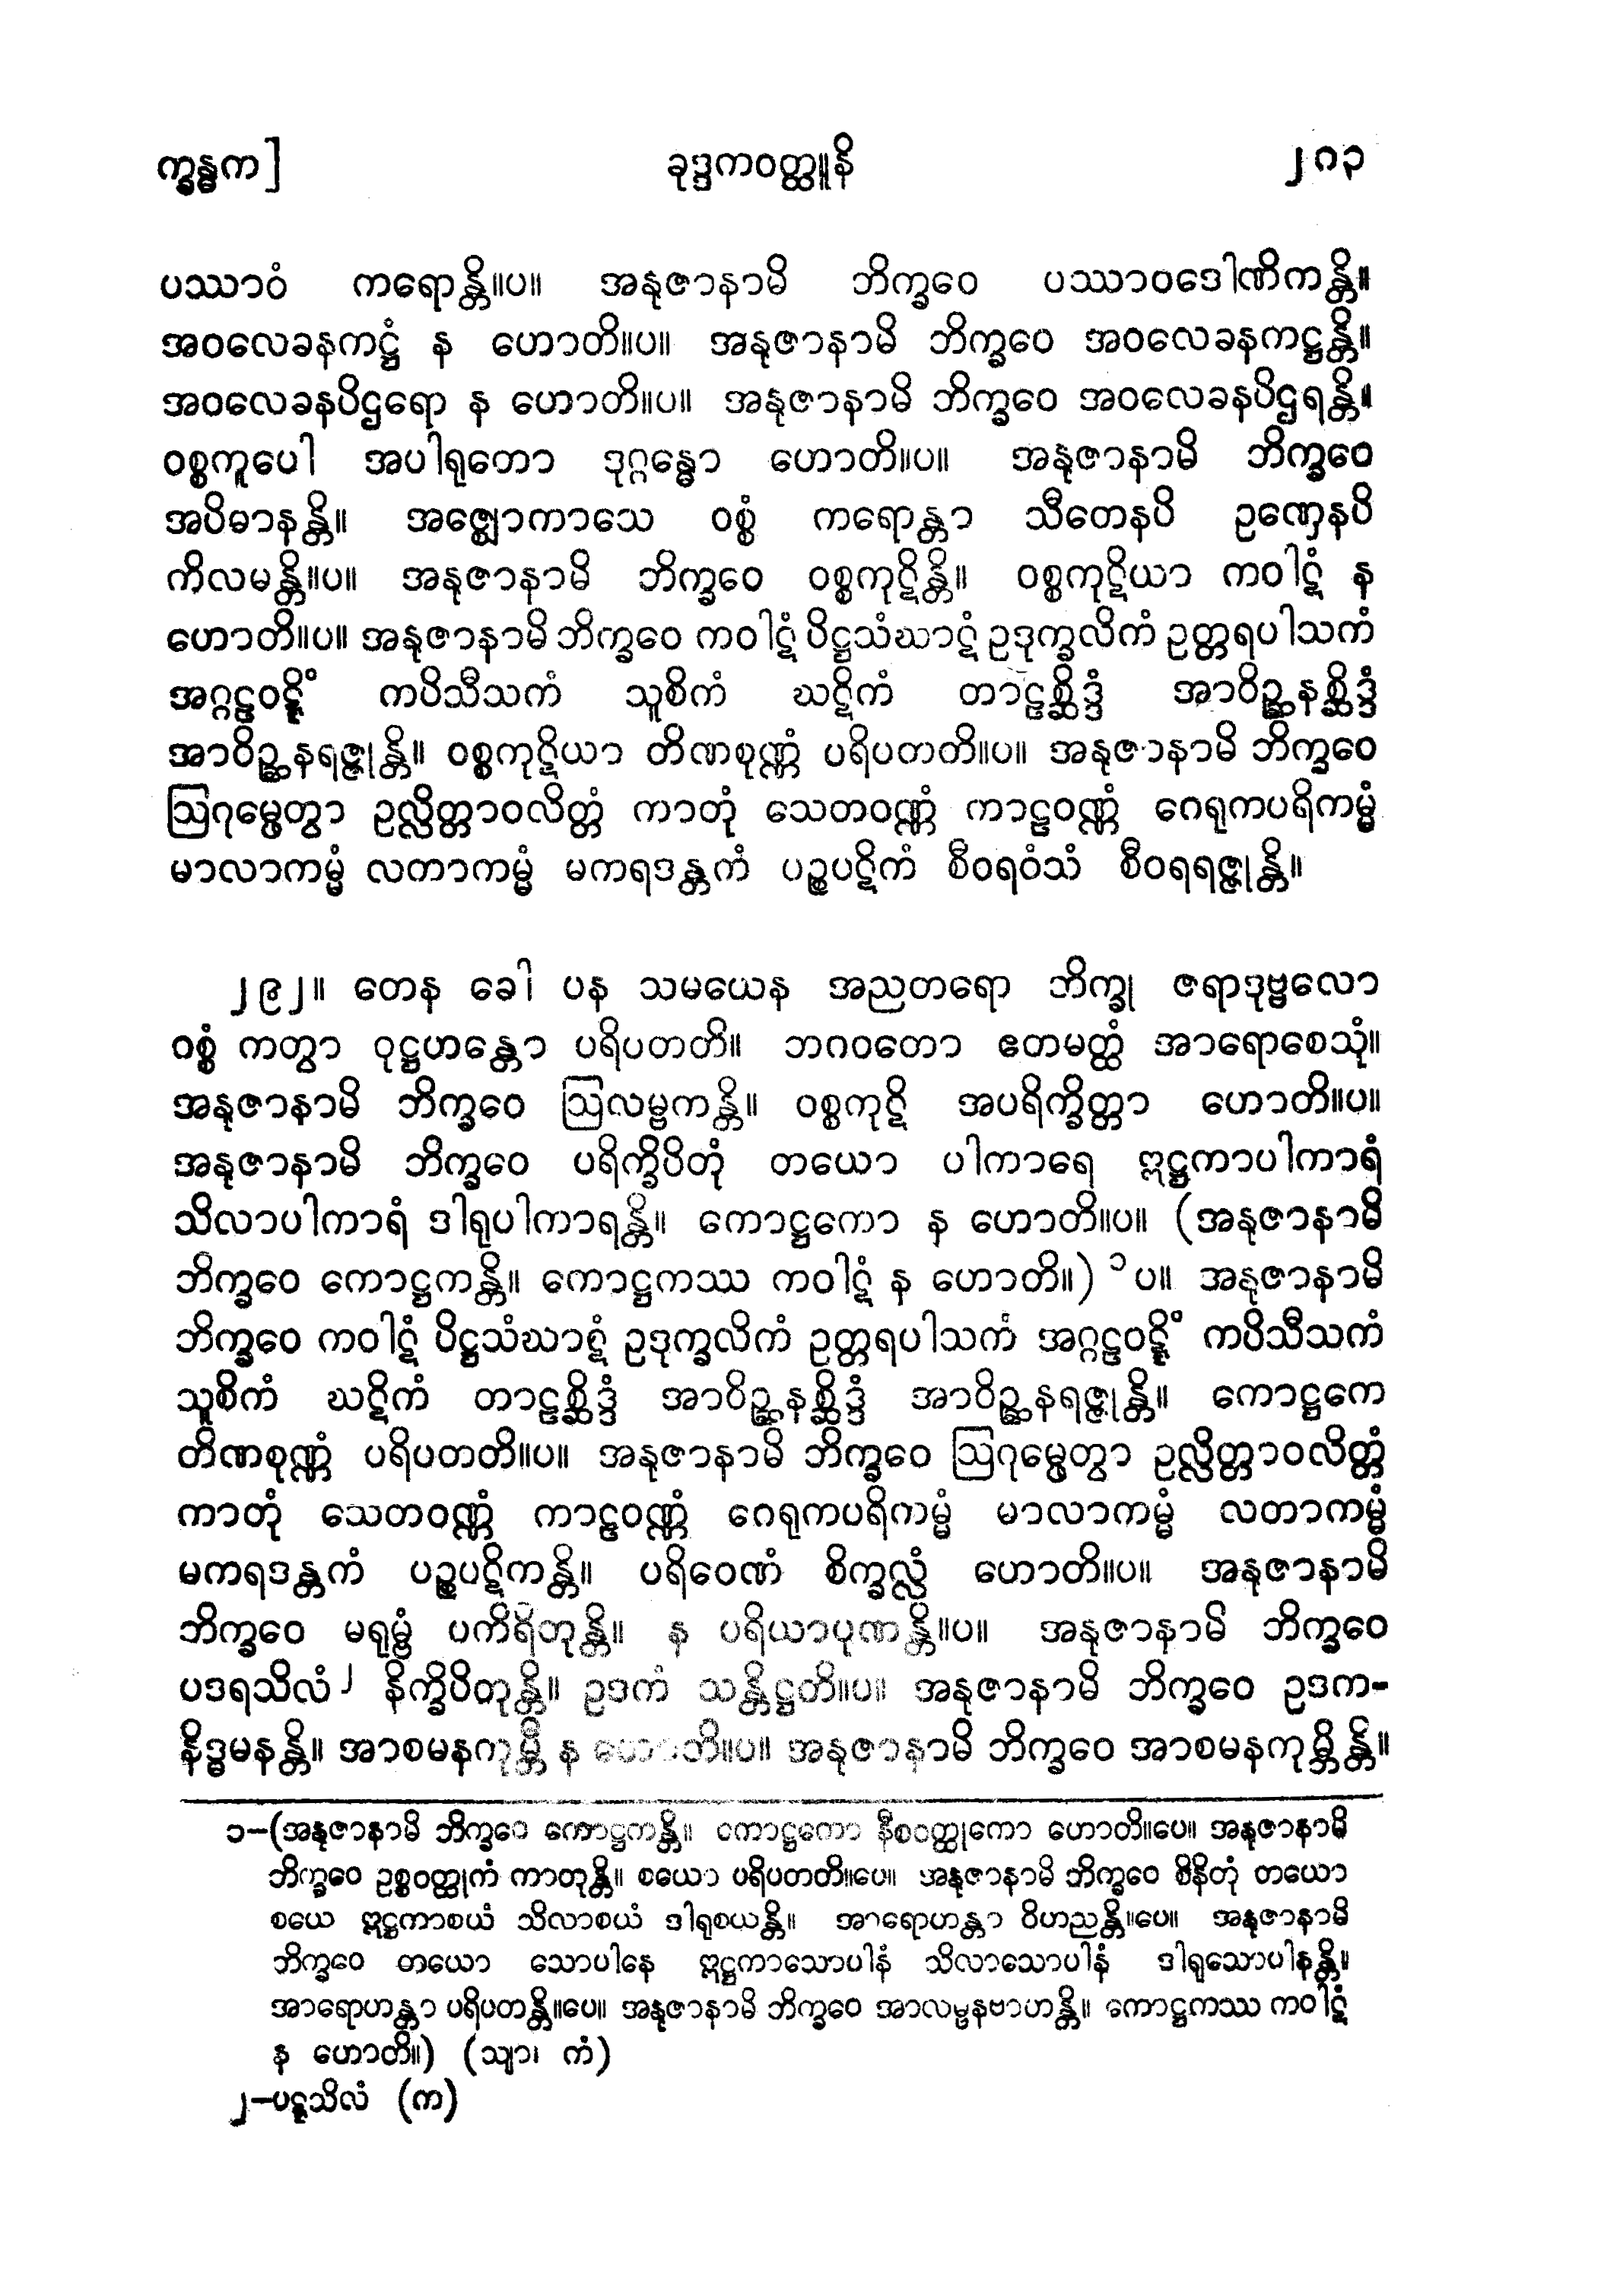 က္ခန္ဓက]
ခုဒ္ဒကဝတ္ထူနိ
၂၈၃
ပဿာဝံ ကရောန္တိ။ပ။ အနုဇာနာမိ ဘိက္ခဝေ ပဿာဝဒေါဏိကန္တိ။
အဝလေခနကဋ္ဌံ န ဟောတိ။ပ။ အနုဇာနာမိ ဘိက္ခဝေ အဝလေခနကဋ္ဌန္တိ။
အဝလေခနပိဌရော န ဟောတိ။ပ။ အနုဇာနာမိ ဘိက္ခဝေ အဝလေခနပိဌရန္တိ။
ဝစ္စကူပေါ အပါရုတော ဒုဂ္ဂန္ဓော ဟောတိ။ပ။ အနုဇာနာမိ ဘိက္ခဝေ
အပိဓာနန္တိ။ အဇ္ဈောကာသေ ဝစ္စံ ကရောန္တာ သီတေနပိ ဥဏှေနပိ
ကိလမန္တိ။ပ။ အနုဇာနာမိ ဘိက္ခဝေ ဝစ္စကုဋိန္တိ။ ဝစ္စကုဋိယာ ကဝါဋံ န
ဟောတိ။ပ။ အနုဇာနာမိ ဘိက္ခဝေ ကဝါဋံ ပိဋ္ဌသံဃာဋံ ဥဒုက္ခလိကံ ဥတ္တရပါသကံ
အဂ္ဂဠဝဋ္ဋိံ ကပိသီသကံ သူစိကံ ဃဋိကံ တာဠစ္ဆိဒ္ဒံ အာဝိဉ္ဆနစ္ဆိဒ္ဒံ
အာဝိဉ္ဆနရဇ္ဇုန္တိ။ ဝစ္စကုဋိယာ တိဏစုဏ္ဏံ ပရိပတတိ။ပ။ အနုဇာနာမိ ဘိက္ခဝေ
ဩဂုမ္ဖေတွာ ဥလ္လိတ္တာဝလိတ္တံ ကာတုံ သေတဝဏ္ဏံ ကာဠဝဏ္ဏံ ဂေရုကပရိကမ္မံ
မာလာကမ္မံ လတာကမ္မံ မကရဒန္တကံ ပဉ္စပဋိကံ စီဝရဝံသံ စီဝရရဇ္ဇုန္တိ။
၂၉၂။ တေန ခေါ ပန သမယေန အညတရော ဘိက္ခု ဇရာဒုဗ္ဗလော
ဝစ္စံ ကတွာ ဝုဋ္ဌဟန္တော ပရိပတတိ။ ဘဂဝတော ဧတမတ္ထံ အာရောစေသုံ။
အနုဇာနာမိ ဘိက္ခဝေ ဩလမ္ဗကန္တိ။ ဝစ္စကုဋိ အပရိက္ခိတ္တာ ဟောတိ။ပ။
အနုဇာနာမိ ဘိက္ခဝေ ပရိက္ခိပိတုံ တယော ပါကာရေ ဣဋ္ဌကာပါကာရံ
သိလာပါကာရံ ဒါရုပါကာရန္တိ။ ကောဋ္ဌကော န ဟောတိ။ပ။ (အနုဇာနာမိ
ဘိက္ခဝေ ကောဋ္ဌကန္တိ။ ကောဋ္ဌကဿ ကဝါဋံ န ဟောတိ။) ၁ ပ။ အနုဇာနာမိ
ဘိက္ခဝေ ကဝါဋံ ပိဋ္ဌသံဃာဋံ ဥဒုက္ခလိကံ ဥတ္တရပါသကံ အဂ္ဂဠဝဋ္ဋိံ ကပိသီသကံ
သူစိကံ ဃဋိကံ တာဠစ္ဆိဒ္ဒံ အာဝိဉ္ဆနစ္ဆိဒ္ဒံ အာဝိဉ္ဆနရဇ္ဇုန္တိ။ ကောဋ္ဌကေ
တိဏစုဏ္ဏံ ပရိပတတိ။ပ။ အနုဇာနာမိ ဘိက္ခဝေ ဩဂုမ္ဖေတွာ ဥလ္လိတ္တာဝလိတ္တံ
ကာတုံ သေတဝဏ္ဏံ ကာဠဝဏ္ဏံ ဂေရုကပရိကမ္မံ မာလာကမ္မံ လတာကမ္မံ
မကရဒန္တကံ ပဉ္စပဋိကန္တိ။ ပရိဝေဏံ စိက္ခလ္လံ ဟောတိ။ပ။ အနုဇာနာမိ
ဘိက္ခဝေ မရုမ္ဗံ ပကိရိတုန္တိ။ န ပရိယာပုဏန္တိ။ပ။ အနုဇာနာမိ ဘိက္ခဝေ
ပဒရသိလံ၂ နိက္ခိပိတုန္တိ။ ဥဒကံ သန္တိဋ္ဌတိ။ပ။ အနုဇာနာမိ ဘိက္ခဝေ ဥဒက-
နိဒ္ဓမနန္တိ။ အာစမနကုမ္ဘီ န ဟောတိ။ပ။ အနုဇာနာမိ ဘိက္ခဝေ အာစမနကုမ္ဘိန္တိ။
၁–(အနုဇာနာမိ ဘိက္ခဝေ ကောဋ္ဌကန္တိ။ ကောဋ္ဌကော နီစဝတ္ထုကော ဟောတိ။ပေ။ အနုဇာနာမိ
ဘိက္ခဝေ ဥစ္စဝတ္ထုကံ ကာတုန္တိ။ စယော ပရိပတတိ။ပေ။ အနုဇာနာမိ ဘိက္ခဝေ စိနိတုံ တယော
စယေ ဣဋ္ဌကာစယံ သိလာစယံ ဒါရုစယန္တိ။ အာရောဟန္တာ ဝိဟညန္တိ။ပေ။ အနုဇာနာမိ
ဘိက္ခဝေ တယော သောပါနေ ဣဋ္ဌကာသောပါနံ သိလာသောပါနံ ဒါရုသောပါနန္တိ။
အာရောဟန္တာ ပရိပတန္တိ။ပေ။ အနုဇာနာမိ ဘိက္ခဝေ အာလမ္ဗနဗာဟန္တိ။ ကောဋ္ဌကဿ ကဝါဋံ
န ဟောတိ။) (သျာ၊ ကံ)
၂–ပဋ္ဋသိလံ (က)